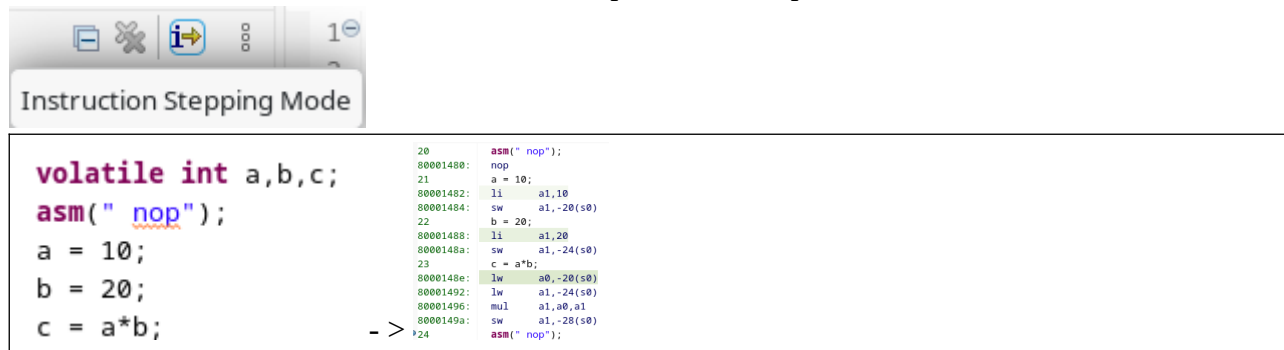 1
Instruction Stepping Mode
volatile int a,b,c;
asm(" nop");
a = 10;
b = 20;
c = a*b;
->
20 asm(" nop");
80001480: nop
21 a = 10;
80001482: li a1,10
80001484: sw a1,-20(s0)
22 b = 20;
80001488: li a1,20
8000148a: sw a1,-24(s0)
23 c = a*b;
8000148e: lw a0,-20(s0)
80001492: lw a1,-24(s0)
80001496: mul a1,a0,a1
8000149a: sw a1,-28(s0)
24 asm(" nop");